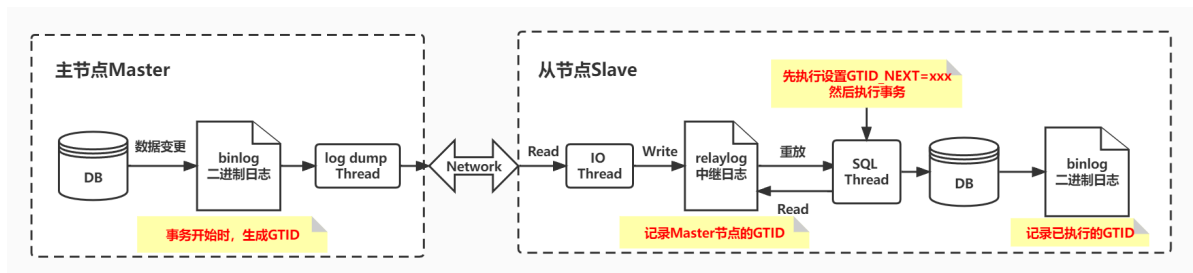 主节点Master
DB
数据变更
binlog
二进制日志
log dump
Thread
事务开始时，生成GTID
Network
从节点Slave
先执行设置GTID_NEXT=xxx
然后执行事务
Read
IO
Thread
Write
relaylog
中继日志
重放
Read
SQL
Thread
DB
binlog
二进制日志
记录Master节点的GTID
记录已执行的GTID